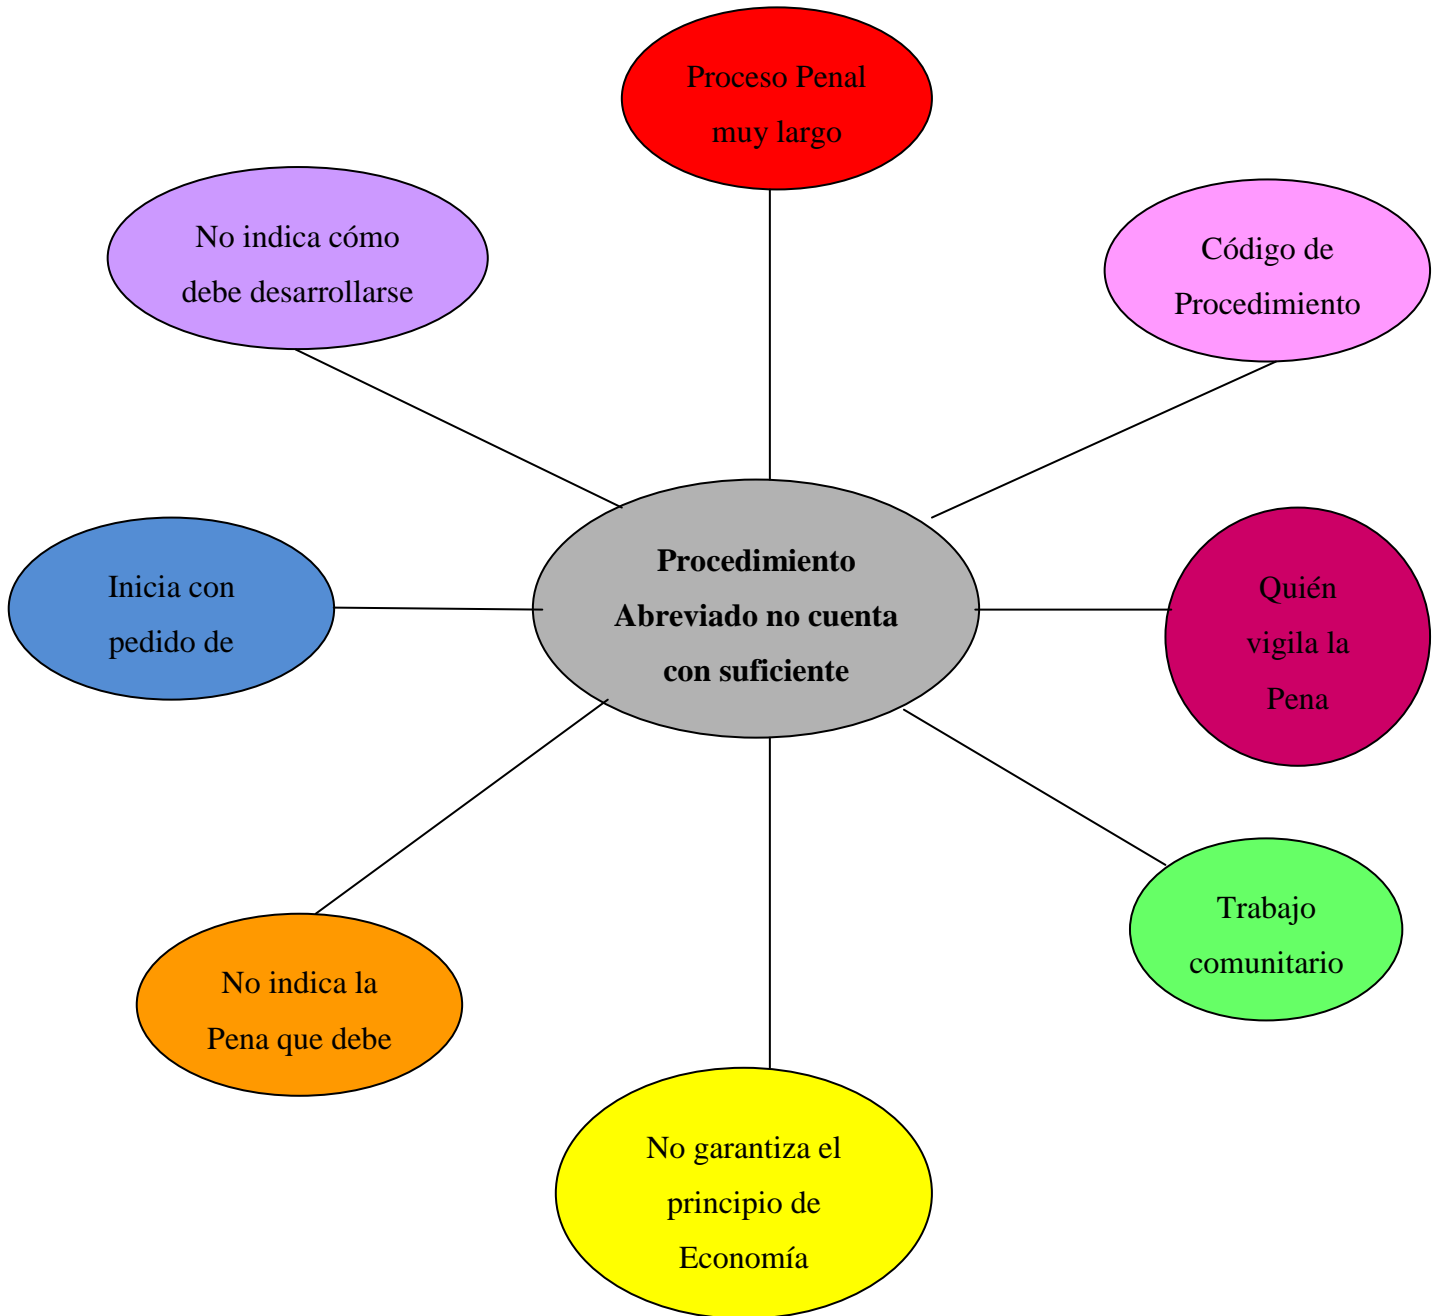 Proceso Penal
muy largo
No indica cómo
debe desarrollarse
Código de
Procedimiento
Procedimiento
Abreviado no cuenta
con suficiente
Inicia con
pedido de
Quién
vigila la
Pena
Trabajo
comunitario
No indica la
Pena que debe
No garantiza el
principio de
Economía